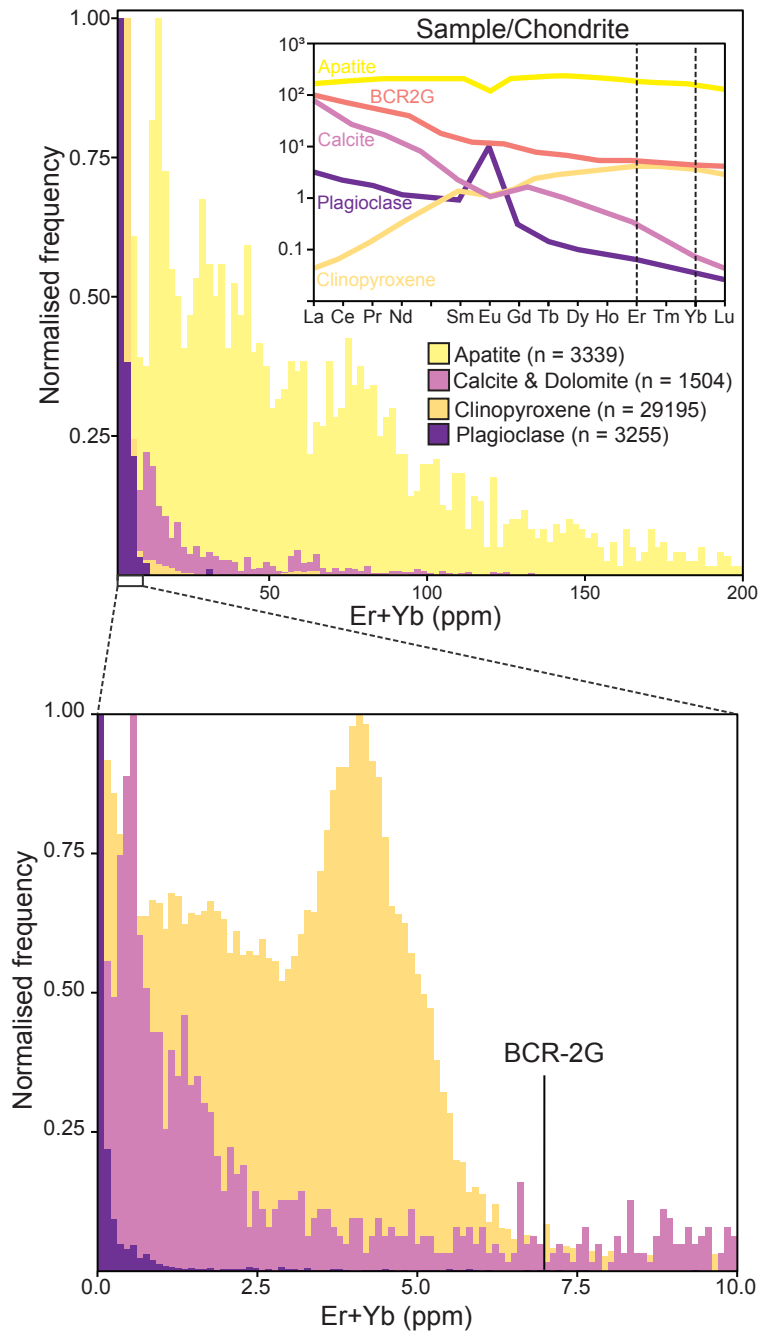 Sample/Chondrite
Apatite
BCR2G
Calcite
Plagioclase
Clinopyroxene
10³
10²
10¹
1
0.1
La Ce Pr Nd Sm Eu Gd Tb Dy Ho Er Tm Yb Lu
Normalised frequency
1.00
0.75
0.50
0.25
Apatite (n = 3339)
Calcite & Dolomite (n = 1504)
Clinopyroxene (n = 29195)
Plagioclase (n = 3255)
50 100 150 200
Er+Yb (ppm)
Normalised frequency
1.00
0.75
0.50
0.25
BCR-2G
0.0 2.5 5.0 7.5 10.0
Er+Yb (ppm)